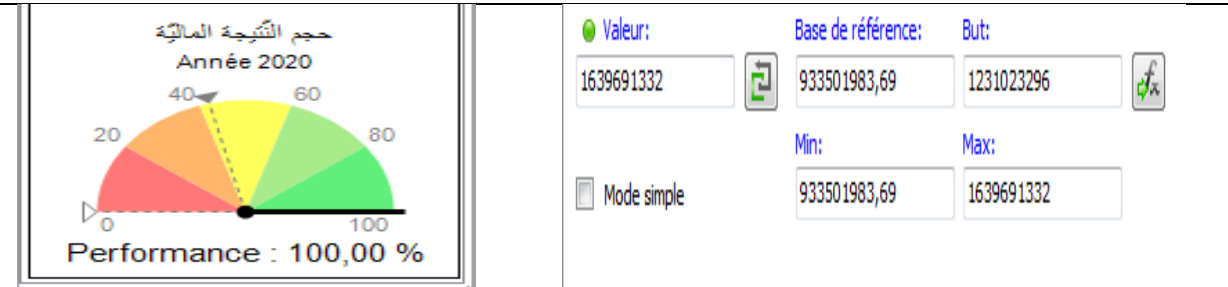 حجم النّتيجة الماليّة
Année 2020
40 60
20 80
0 100
Performance : 100,00 %
Valeur: Base de référence: But:
1639691332 933501983,69 1231023296 fx
Min: Max:
Mode simple 933501983,69 1639691332